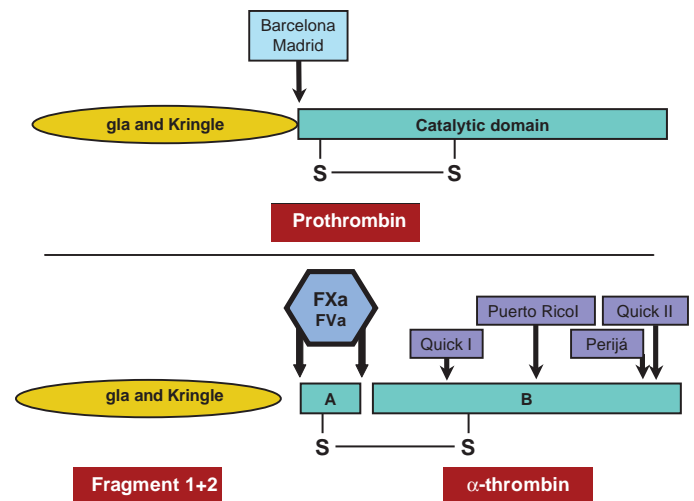 Barcelona
Madrid
gla and Kringle
Catalytic domain
S
S
Prothrombin
FXa
FVa
Puerto RicoI
Quick II
Quick I
Perijá
gla and Kringle
A
B
S
S
Fragment 1+2
α-thrombin